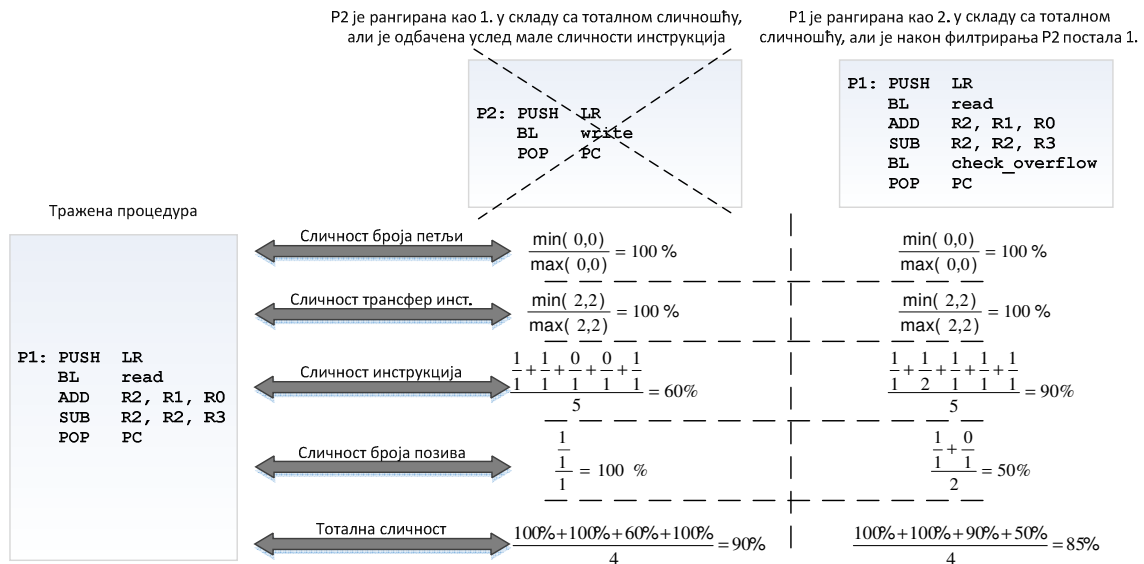 P2 је рангирана као 1. у складу са тоталном сличношћу,
али је одбачена услед мале сличности инструкција
P1 је рангирана као 2. у складу са тоталном
сличношћу, али је након филтрирања P2 постала 1.
P2: PUSH LR
BL write
POP PC
P1: PUSH LR
BL read
ADD R2, R1, R0
SUB R2, R2, R3
BL check_overflow
POP PC
Тражена процедура
P1: PUSH LR
BL read
ADD R2, R1, R0
SUB R2, R2, R3
POP PC
Сличност броја петљи
min( 0,0)
max( 0,0)
= 100 %
min( 0,0)
max( 0,0)
= 100 %
Сличност трансфер инст.
min( 2,2)
max( 2,2)
= 100 %
min( 2,2)
max( 2,2)
= 100 %
Сличност инструкција
1 + 1 + 0 + 0 + 1
1 1 1 1 1
5
= 60%
1 + 1 + 1 + 1 + 1
1 2 1 1 1
5
= 90%
Сличност броја позива
1
1
1
= 100 %
1 + 0
1 1
2
= 50%
Тотална сличност
100%+100%+60%+100%
4
= 90%
100%+100%+90%+50%
4
= 85%